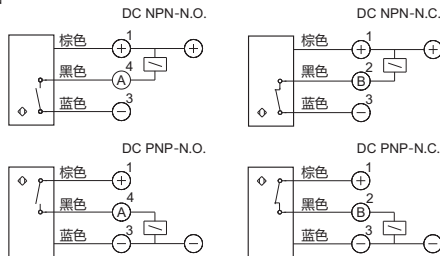 DC NPN-N.O.
棕色 + 1 +
黑色 A 4
蓝色 − 3
DC NPN-N.C.
棕色 + 1 +
黑色 B 2
蓝色 − 3
DC PNP-N.O.
棕色 + 1
黑色 A 4
蓝色 − 3 −
DC PNP-N.C.
棕色 + 1
黑色 B 2
蓝色 − 3 −